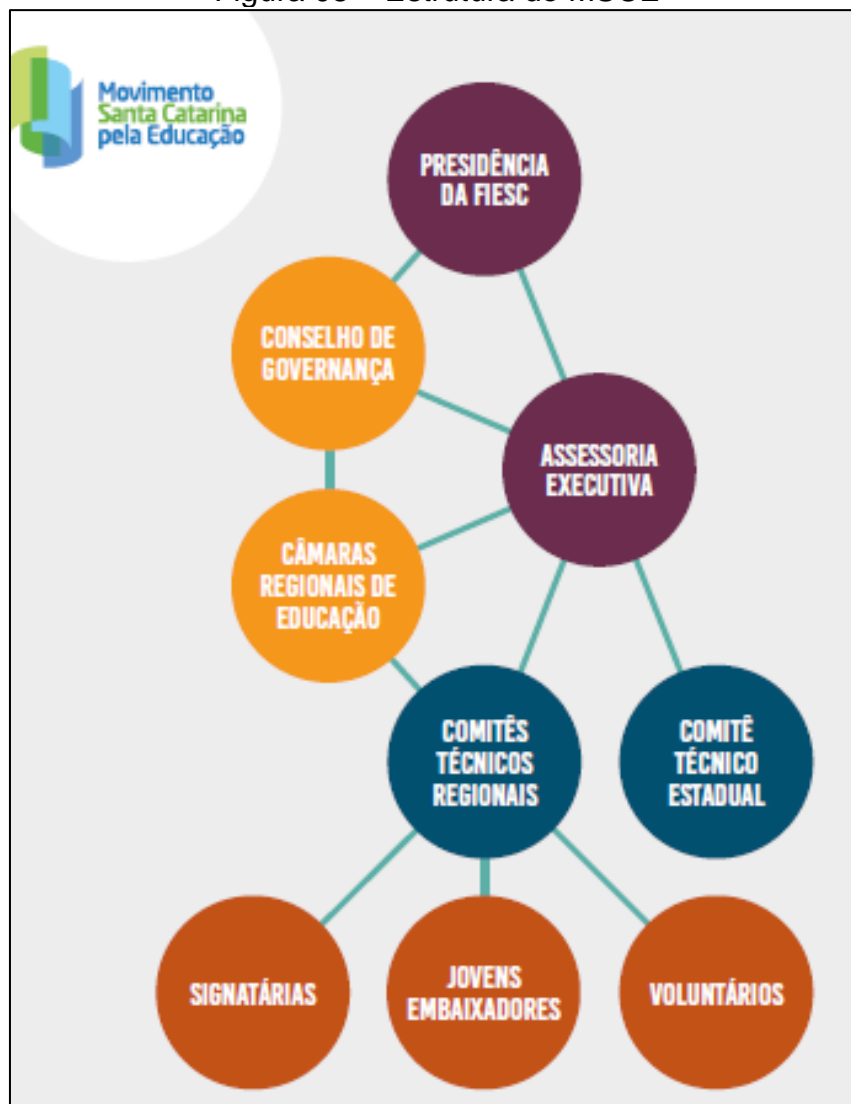 Movimento
Santa Catarina
pela Educação
PRESIDÊNCIA
DA FIESC
CONSELHO DE
GOVERNANÇA
ASSESSORIA
EXECUTIVA
CÂMARAS
REGIONAIS DE
EDUCAÇÃO
COMITÊS
TÉCNICOS
REGIONAIS
COMITÊ
TÉCNICO
ESTADUAL
SIGNATÁRIAS
JOVENS
EMBAIXADORES
VOLUNTÁRIOS